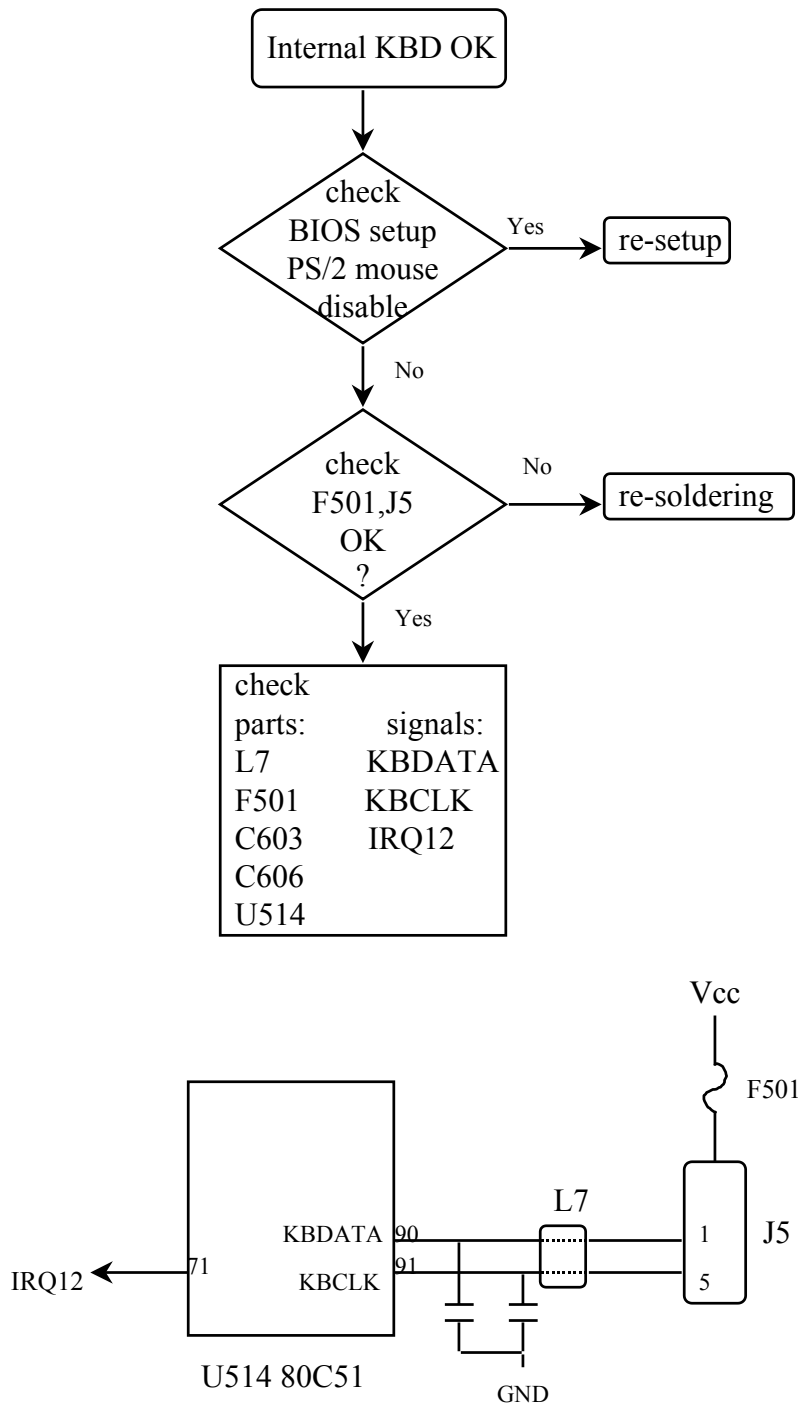 Internal KBD OK
check
BIOS setup
PS/2 mouse
disable
Yes
re-setup
No
check
F501,J5
OK
?
No
re-soldering
Yes
check
parts: signals:
L7 KBDATA
F501 KBCLK
C603 IRQ12
C606
U514
Vcc
F501
L7
J5
KBDATA 90
1
IRQ12 71
KBCLK 91
5
U514 80C51
GND